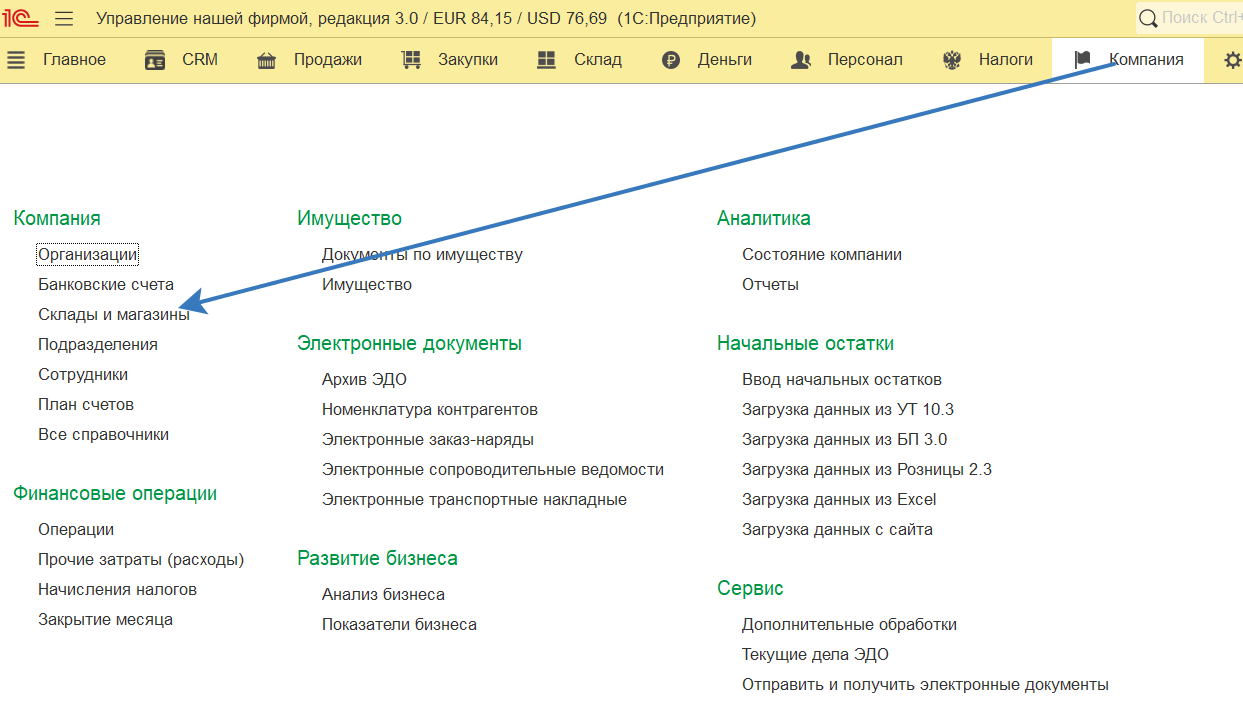 1С Управление нашей фирмой, редакция 3.0 / EUR 84,15 / USD 76,69 (1С:Предприятие) Поиск Ctrl+
Главное CRM Продажи Закупки Склад Деньги Персонал Налоги Компания
Компания
Организации
Банковские счета
Склады и магазины
Подразделения
Сотрудники
План счетов
Все справочники
Финансовые операции
Операции
Прочие затраты (расходы)
Начисления налогов
Закрытие месяца
Имущество
Документы по имуществу
Имущество
Электронные документы
Архив ЭДО
Номенклатура контрагентов
Электронные заказ-наряды
Электронные сопроводительные ведомости
Электронные транспортные накладные
Развитие бизнеса
Анализ бизнеса
Показатели бизнеса
Аналитика
Состояние компании
Отчеты
Начальные остатки
Ввод начальных остатков
Загрузка данных из УТ 10.3
Загрузка данных из БП 3.0
Загрузка данных из Розницы 2.3
Загрузка данных из Excel
Загрузка данных с сайта
Сервис
Дополнительные обработки
Текущие дела ЭДО
Отправить и получить электронные документы